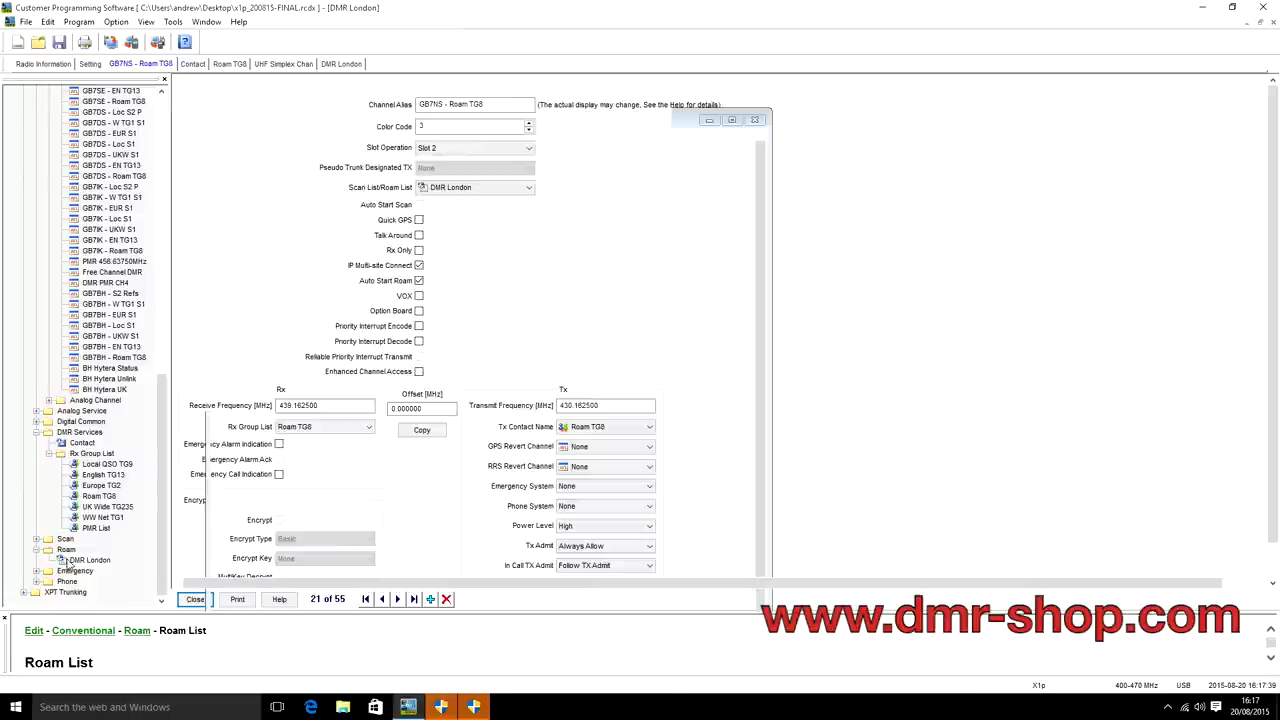 Customer Programming Software [ C:\Users\andrew\Desktop\x1p_200815-FINAL.rcdx ] - [DMR London]
File Edit Program Option View Tools Window Help
Radio Information Setting GB7NS - Roam TG8 Contact Roam TG8 UHF Simplex Chan DMR London
GB7SE - EN TG13
GB7SE - Roam TG8
GB7DS - Loc S2 P
GB7DS - W TG1 S1
GB7DS - EUR S1
GB7DS - Loc S1
GB7DS - UKW S1
GB7DS - EN TG13
GB7DS - Roam TG8
GB7IK - Loc S2 P
GB7IK - W TG1 S1
GB7IK - EUR S1
GB7IK - Loc S1
GB7IK - UKW S1
GB7IK - EN TG13
GB7IK - Roam TG8
PMR 456.63750MHz
Free Channel DMR
DMR PMR CH4
GB7BH - S2 Refs
GB7BH - W TG1 S1
GB7BH - EUR S1
GB7BH - Loc S1
GB7BH - UKW S1
GB7BH - EN TG13
GB7BH - Roam TG8
BH Hytera Status
BH Hytera Unlink
BH Hytera UK
Analog Channel
Analog Service
Digital Common
DMR Services
Contact
Rx Group List
Local QSO TG9
English TG13
Europe TG2
Roam TG8
UK Wide TG235
WW Net TG1
PMR List
Scan
Roam
DMR London
Emergency
Phone
XPT Trunking
Channel Alias GB7NS - Roam TG8 (The actual display may change, See the Help for details)
Color Code 3
Slot Operation Slot 2
Pseudo Trunk Designated TX None
Scan List/Roam List DMR London
Auto Start Scan
Quick GPS
Talk Around
Rx Only
IP Multi-site Connect
Auto Start Roam
VOX
Option Board
Priority Interrupt Encode
Priority Interrupt Decode
Reliable Priority Interrupt Transmit
Enhanced Channel Access
Rx Offset [MHz] Tx
Receive Frequency [MHz] 439.162500 0.000000 Transmit Frequency [MHz] 430.162500
Rx Group List Roam TG8 Copy Tx Contact Name Roam TG8
Emergency Alarm Indication GPS Revert Channel None
Emergency Alarm Ack RRS Revert Channel None
Emergency Call Indication Emergency System None
Encryp Phone System None
Encrypt Power Level High
Encrypt Type Basic Tx Admit Always Allow
Encrypt Key None In Call TX Admit Follow TX Admit
MultiKey Decrypt
Close Print Help 21 of 55
www.dmr-shop.com
Edit - Conventional - Roam - Roam List
Roam List
X1p 400-470 MHz USB 2015-08-20 16:17:39
Search the web and Windows
16:17
20/08/2015